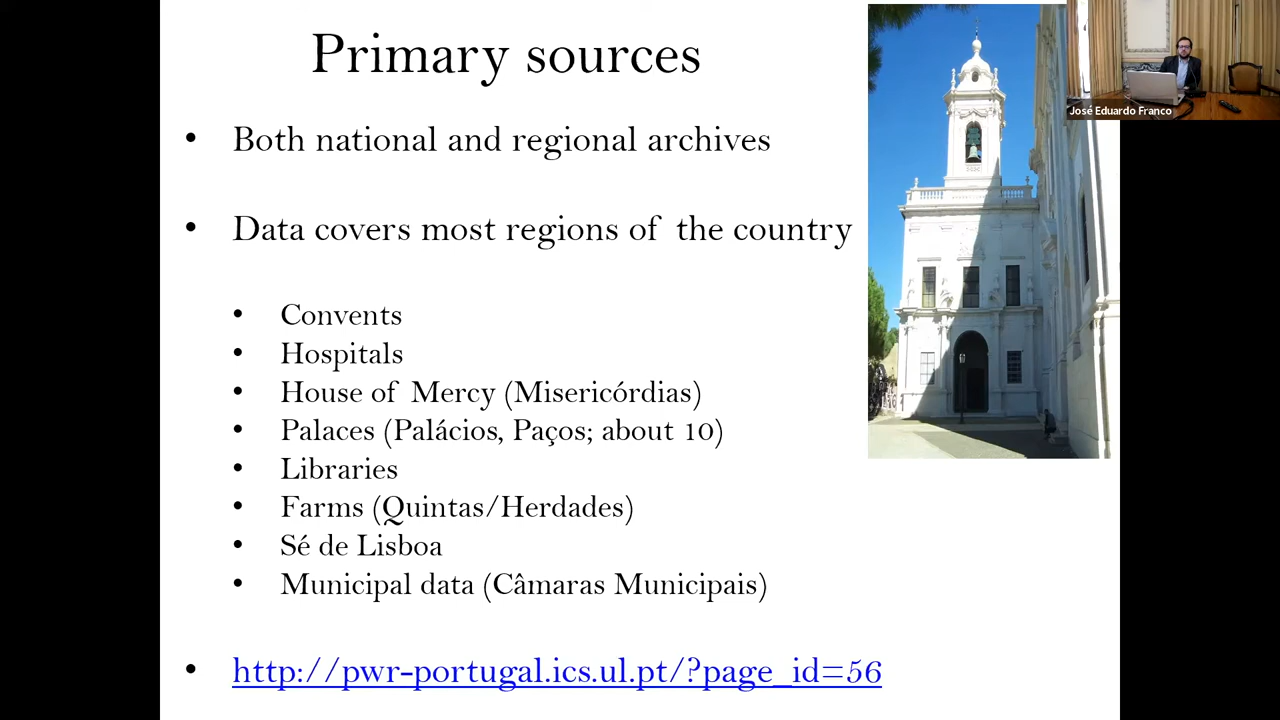 Primary sources
José Eduardo Franco
• Both national and regional archives
• Data covers most regions of the country
• Convents
• Hospitals
• House of Mercy (Misericórdias)
• Palaces (Palácios, Paços; about 10)
• Libraries
• Farms (Quintas/Herdades)
• Sé de Lisboa
• Municipal data (Câmaras Municipais)
• http://pwr-portugal.ics.ul.pt/?page_id=56